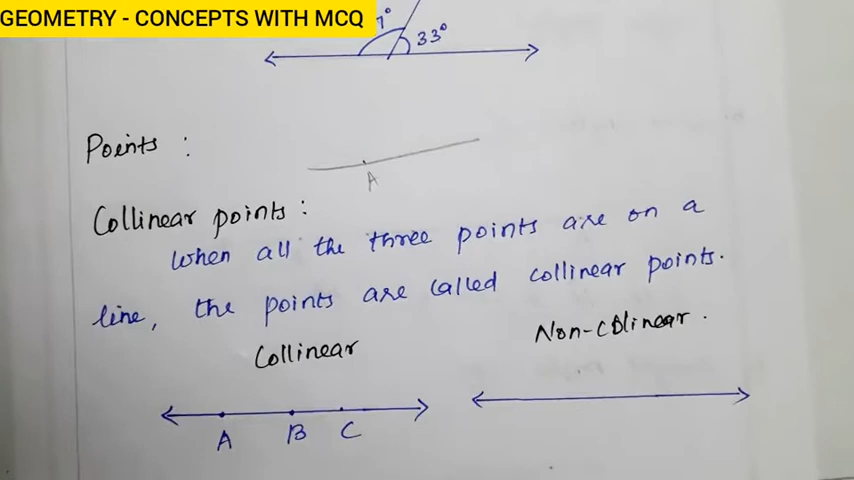 GEOMETRY - CONCEPTS WITH MCQ
33°
Points :
A
Collinear points :
When all the three points are on a
line, the points are called collinear points.
Collinear
Non-collinear .
A B C